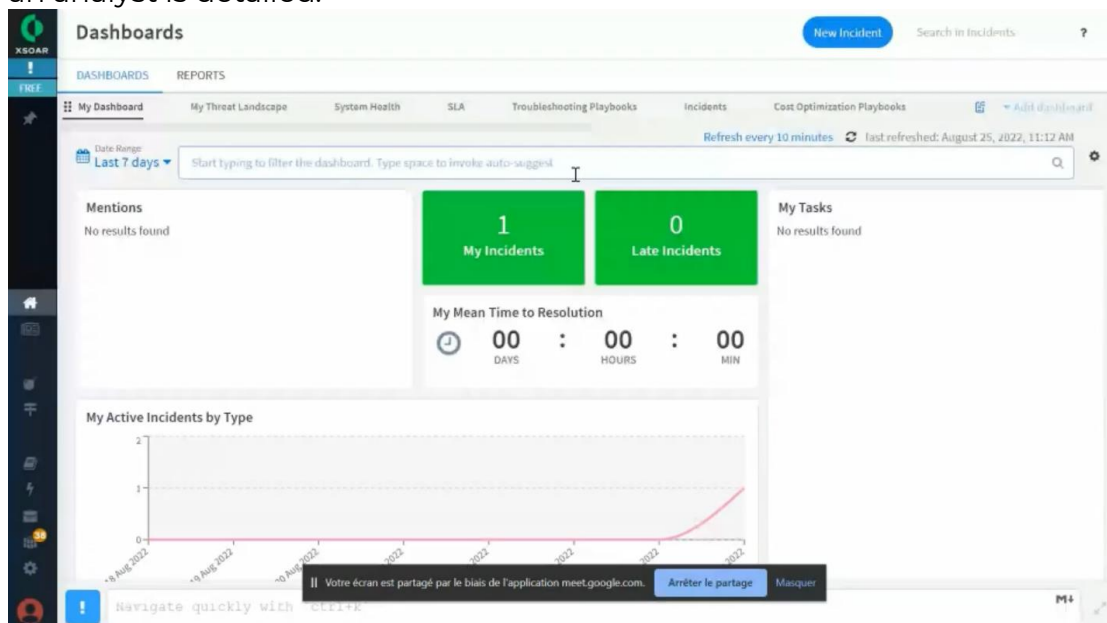 an analyst is detailed.
XSOAR
Dashboards
New Incident
Search in Incidents
?
!
FREE
DASHBOARDS REPORTS
My Dashboard My Threat Landscape System Health SLA Troubleshooting Playbooks Incidents Cost Optimization Playbooks + Add dashboard
Refresh every 10 minutes last refreshed: August 25, 2022, 11:12 AM
Date Range
Last 7 days
Start typing to filter the dashboard. Type space to invoke auto-suggest
Mentions
No results found
1
My Incidents
0
Late Incidents
My Tasks
No results found
My Mean Time to Resolution
00 : 00 : 00
DAYS HOURS MIN
My Active Incidents by Type
2
1
0
18 Aug 2022
Aug 2022
2022
2022
2022
2022
2022
38
Votre écran est partagé par le biais de l'application meet.google.com. Arrêter le partage Masquer
! Navigate quickly with ctrl+k
M↓